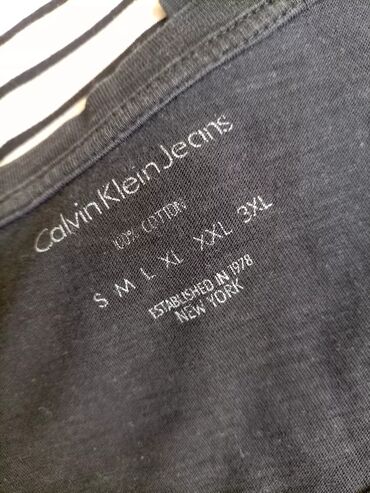 Calvin Klein Jeans
100% COTTON
S M L XL XXL 3XL
ESTABLISHED IN 1978
NEW YORK